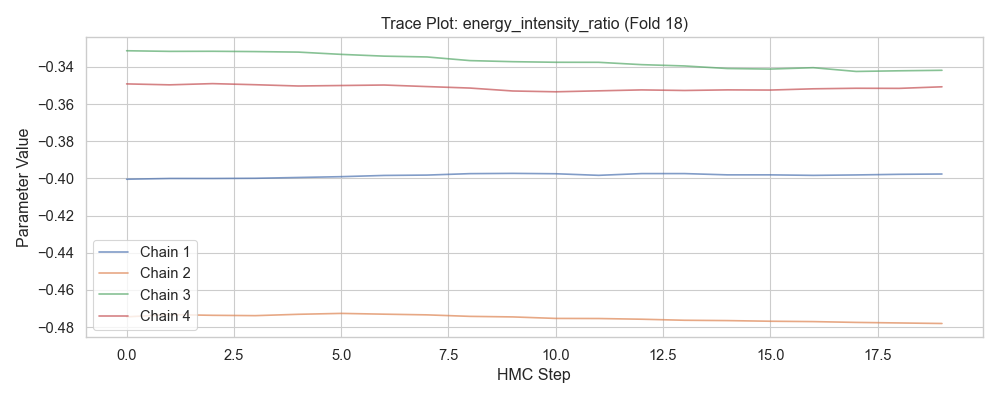 Trace Plot: energy_intensity_ratio (Fold 18)
Parameter Value
−0.34
−0.36
−0.38
−0.40
−0.42
−0.44
−0.46
−0.48
Chain 1
Chain 2
Chain 3
Chain 4
0.0 2.5 5.0 7.5 10.0 12.5 15.0 17.5
HMC Step